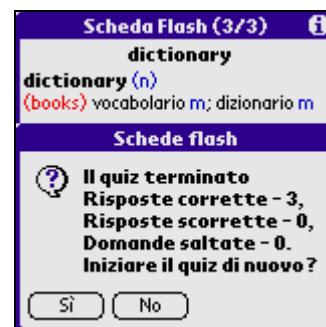 Scheda Flash (3/3)
dictionary
dictionary (n)
(books) vocabolario m; dizionario m
Schede flash
Il quiz terminato
Risposte corrette - 3,
Risposte scorrette - 0,
Domande saltate - 0.
Iniziare il quiz di nuovo?
Sì No